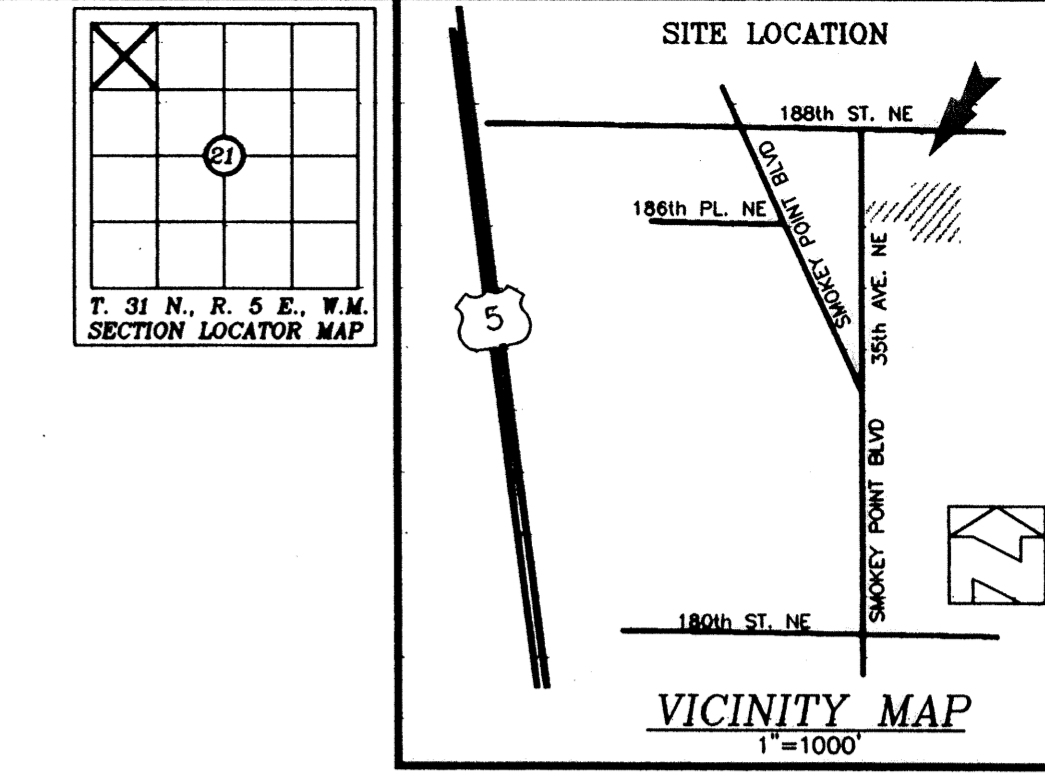 21
T. 31 N., R. 5 E., W.M.
SECTION LOCATOR MAP
SITE LOCATION
188th ST. NE
SMOKEY POINT BLVD
186th PL. NE
35th AVE. NE
5
SMOKEY POINT BLVD
180th ST. NE
VICINITY MAP
1"=1000'